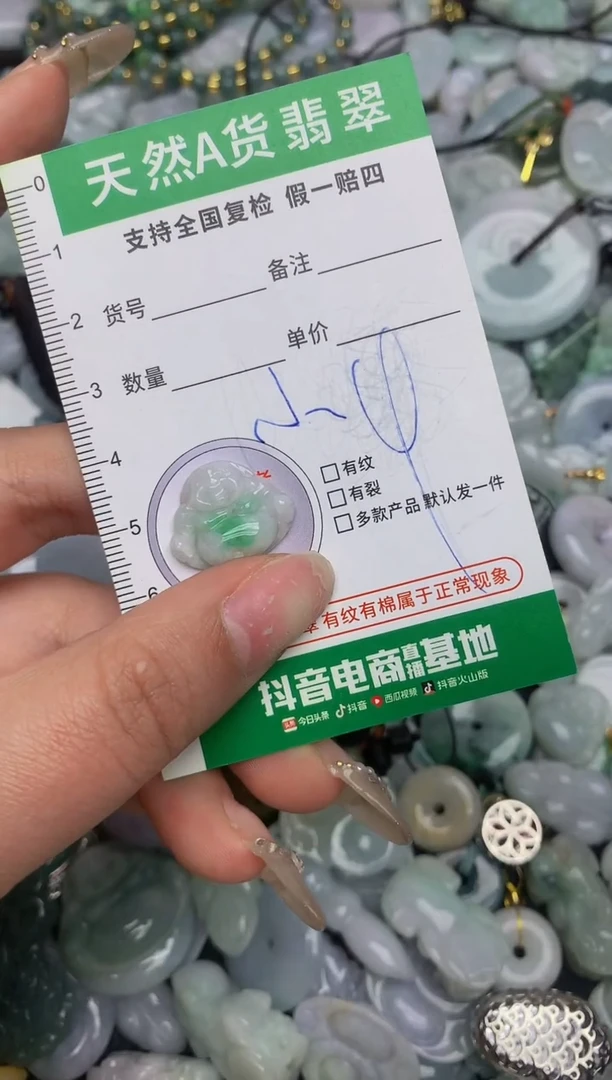 天然A货翡翠
支持全国复检 假一赔四
货号 备注
数量 单价
有纹
有裂
多款产品 默认发一件
有纹有棉属于正常现象
抖音电商直播基地
头条 今日头条 抖音 西瓜视频 抖音火山版
0
1
2
3
4
5
6